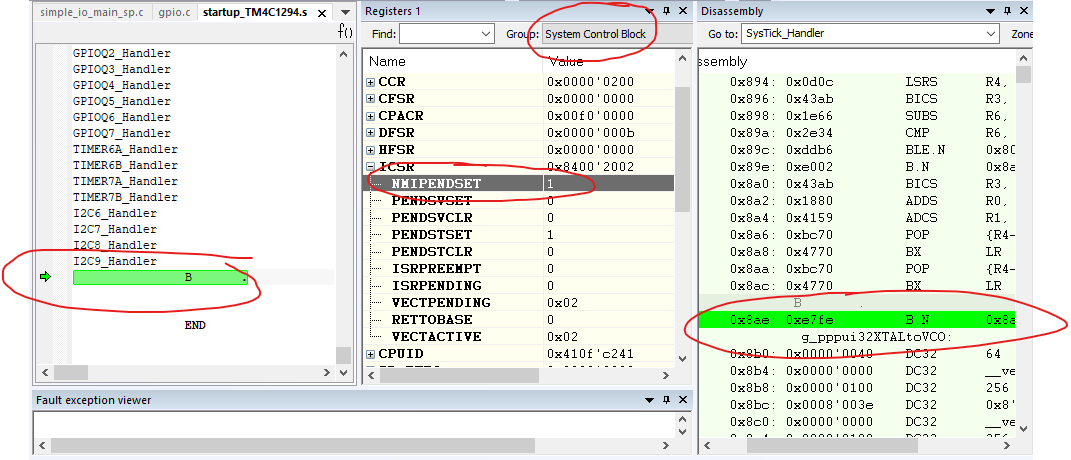 simple_io_main_sp.c gpio.c startup_TM4C1294.s x
f()
GPIOQ2_Handler
GPIOQ3_Handler
GPIOQ4_Handler
GPIOQ5_Handler
GPIOQ6_Handler
GPIOQ7_Handler
TIMER6A_Handler
TIMER6B_Handler
TIMER7A_Handler
TIMER7B_Handler
I2C6_Handler
I2C7_Handler
I2C8_Handler
I2C9_Handler
B .
END
Registers 1
Find: Group: System Control Block
Name Value
CCR 0x0000'0200
CFSR 0x0000'0000
CPACR 0x00f0'0000
DFSR 0x0000'000b
HFSR 0x0000'0000
ICSR 0x8400'2002
NMIPENDSET 1
PENDSVSET 0
PENDSVCLR 0
PENDSTSET 1
PENDSTCLR 0
ISRPREEMPT 0
ISRPENDING 0
VECTPENDING 0x02
RETTOBASE 0
VECTACTIVE 0x02
CPUID 0x410f'c241
Disassembly
Go to: SysTick_Handler Zone
ssembly
0x894: 0x0d0c LSRS R4,
0x896: 0x43ab BICS R3,
0x898: 0x1e66 SUBS R6,
0x89a: 0x2e34 CMP R6,
0x89c: 0xddb6 BLE.N 0x80
0x89e: 0xe002 B.N 0x8a
0x8a0: 0x43ab BICS R3,
0x8a2: 0x1880 ADDS R0,
0x8a4: 0x4159 ADCS R1,
0x8a6: 0xbc70 POP {R4-
0x8a8: 0x4770 BX LR
0x8aa: 0xbc70 POP {R4-
0x8ac: 0x4770 BX LR
B .
0x8ae: 0xe7fe B.N 0x8a
g_pppui32XTALtoVCO:
0x8b0: 0x0000'0040 DC32 64
0x8b4: 0x0000'0000 DC32 __ve
0x8b8: 0x0000'0100 DC32 256
0x8bc: 0x0008'003e DC32 0x8'
0x8c0: 0x0000'0000 DC32 __ve
Fault exception viewer